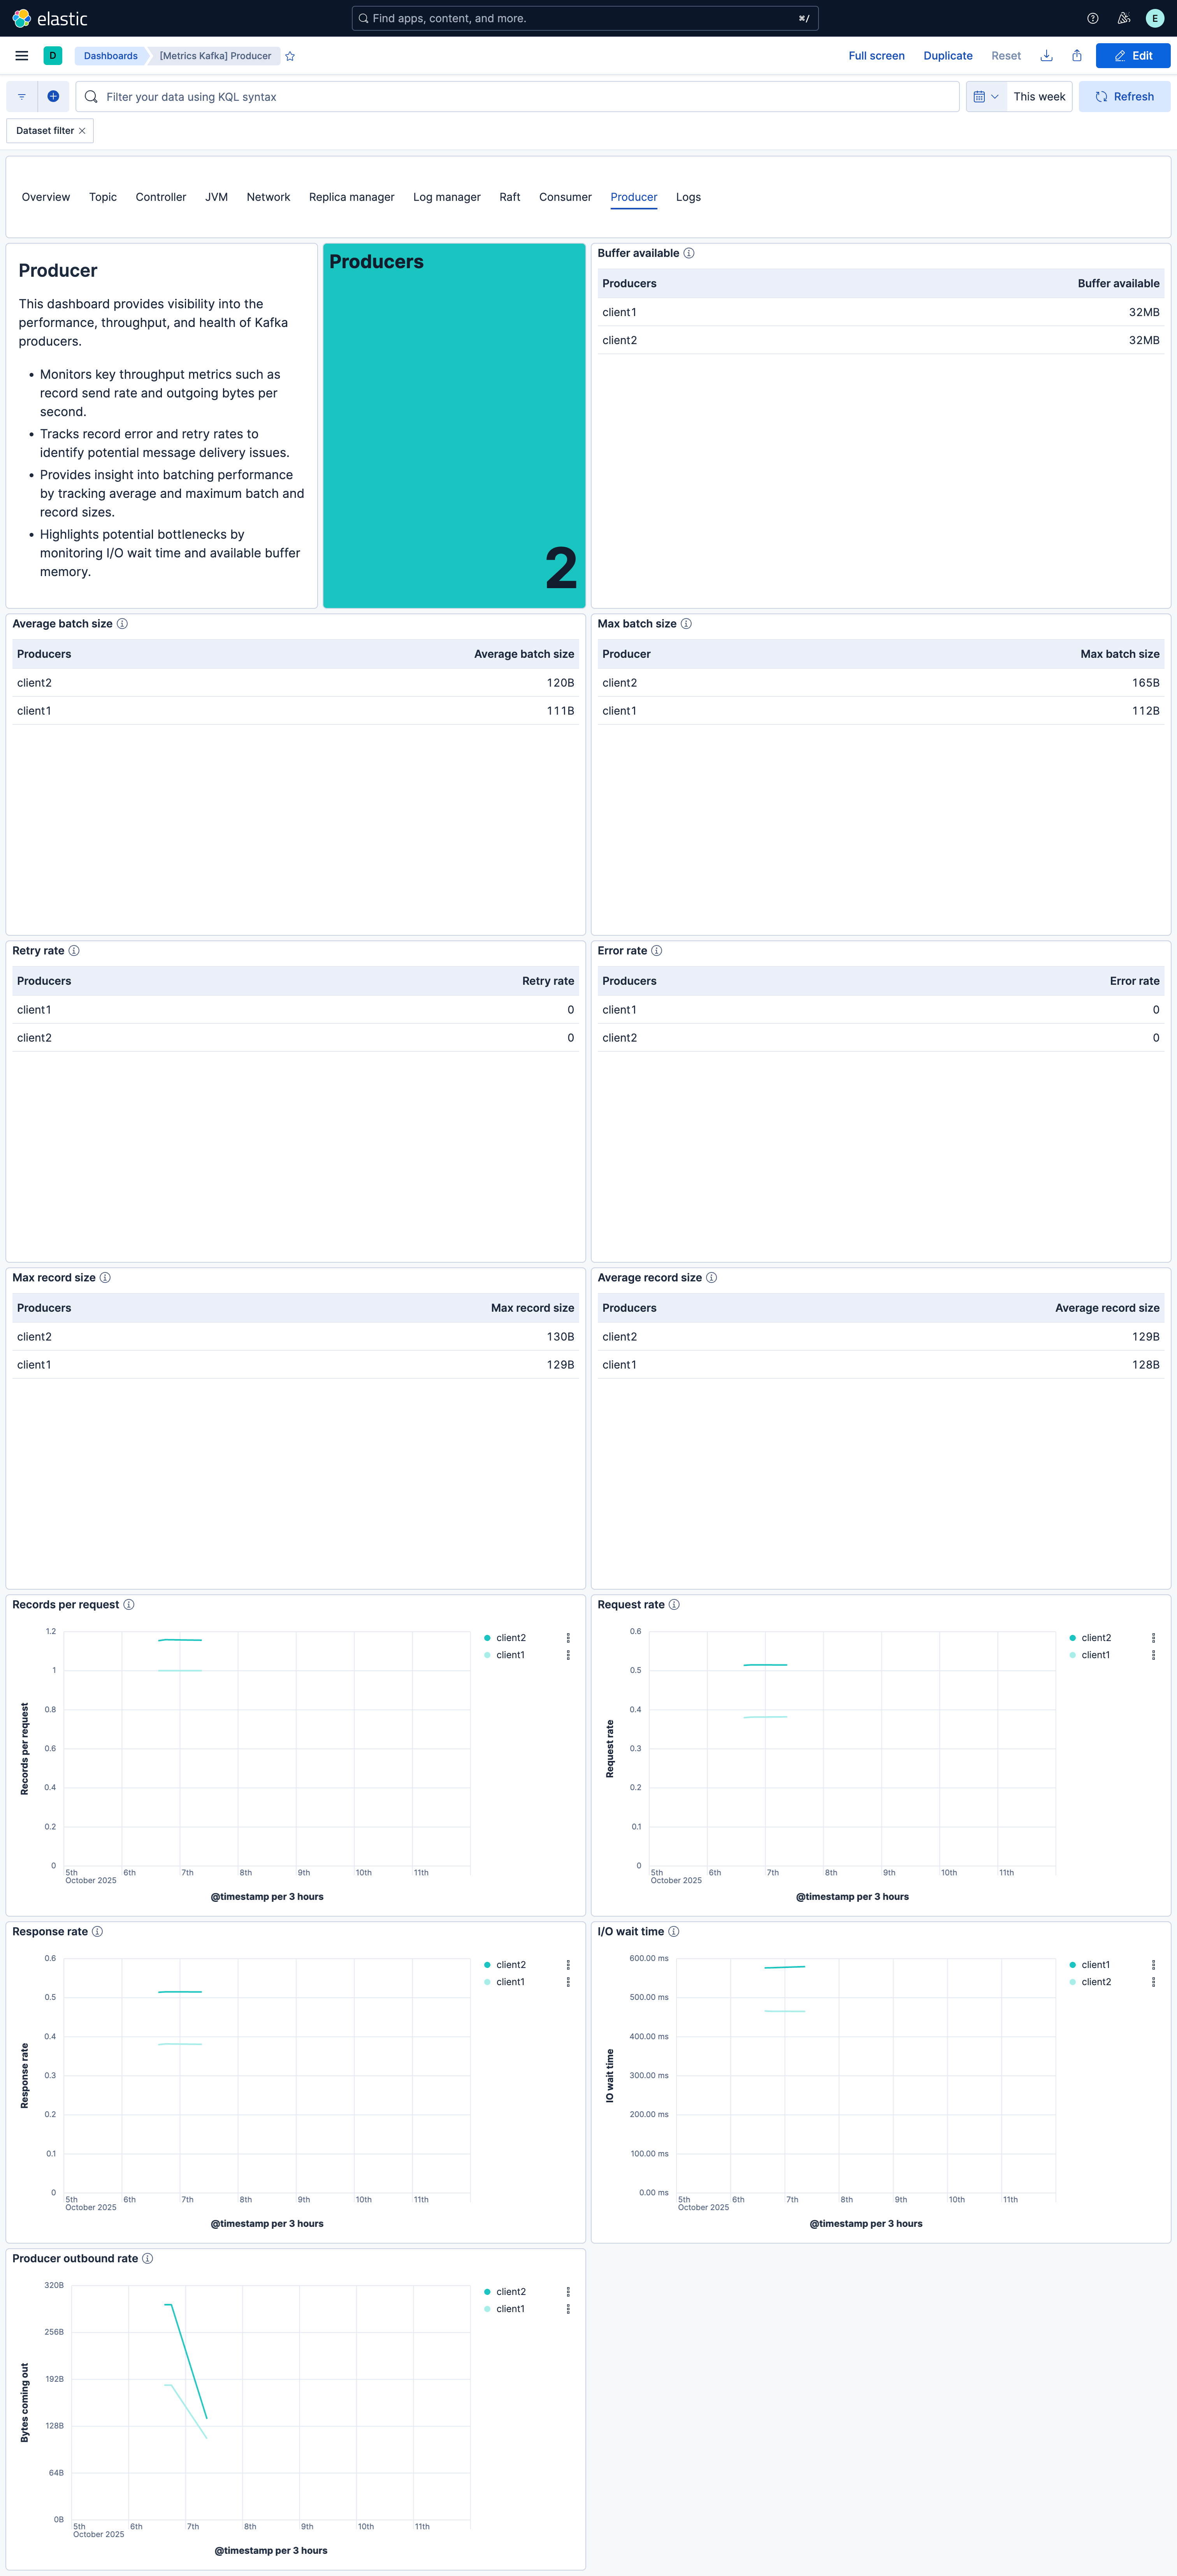 elastic
Find apps, content, and more.
⌘/
E
D
Dashboards
[Metrics Kafka] Producer
Full screen
Duplicate
Reset
Edit
Filter your data using KQL syntax
This week
Refresh
Dataset filter
Overview
Topic
Controller
JVM
Network
Replica manager
Log manager
Raft
Consumer
Producer
Logs
Producer
This dashboard provides visibility into the
performance, throughput, and health of Kafka
producers.
• Monitors key throughput metrics such as
record send rate and outgoing bytes per
second.
• Tracks record error and retry rates to
identify potential message delivery issues.
• Provides insight into batching performance
by tracking average and maximum batch and
record sizes.
• Highlights potential bottlenecks by
monitoring I/O wait time and available buffer
memory.
Producers
2
Buffer available
Producers Buffer available
client1 32MB
client2 32MB
Average batch size
Producers Average batch size
client2 120B
client1 111B
Max batch size
Producer Max batch size
client2 165B
client1 112B
Retry rate
Producers Retry rate
client1 0
client2 0
Error rate
Producers Error rate
client1 0
client2 0
Max record size
Producers Max record size
client2 130B
client1 129B
Average record size
Producers Average record size
client2 129B
client1 128B
Records per request
Records per request
1.2
1
0.8
0.6
0.4
0.2
0
5th 6th 7th 8th 9th 10th 11th
October 2025
@timestamp per 3 hours
client2
client1
Request rate
Request rate
0.6
0.5
0.4
0.3
0.2
0.1
0
5th 6th 7th 8th 9th 10th 11th
October 2025
@timestamp per 3 hours
client2
client1
Response rate
Response rate
0.6
0.5
0.4
0.3
0.2
0.1
0
5th 6th 7th 8th 9th 10th 11th
October 2025
@timestamp per 3 hours
client2
client1
I/O wait time
IO wait time
600.00 ms
500.00 ms
400.00 ms
300.00 ms
200.00 ms
100.00 ms
0.00 ms
5th 6th 7th 8th 9th 10th 11th
October 2025
@timestamp per 3 hours
client1
client2
Producer outbound rate
Bytes coming out
320B
256B
192B
128B
64B
0B
5th 6th 7th 8th 9th 10th 11th
October 2025
@timestamp per 3 hours
client2
client1